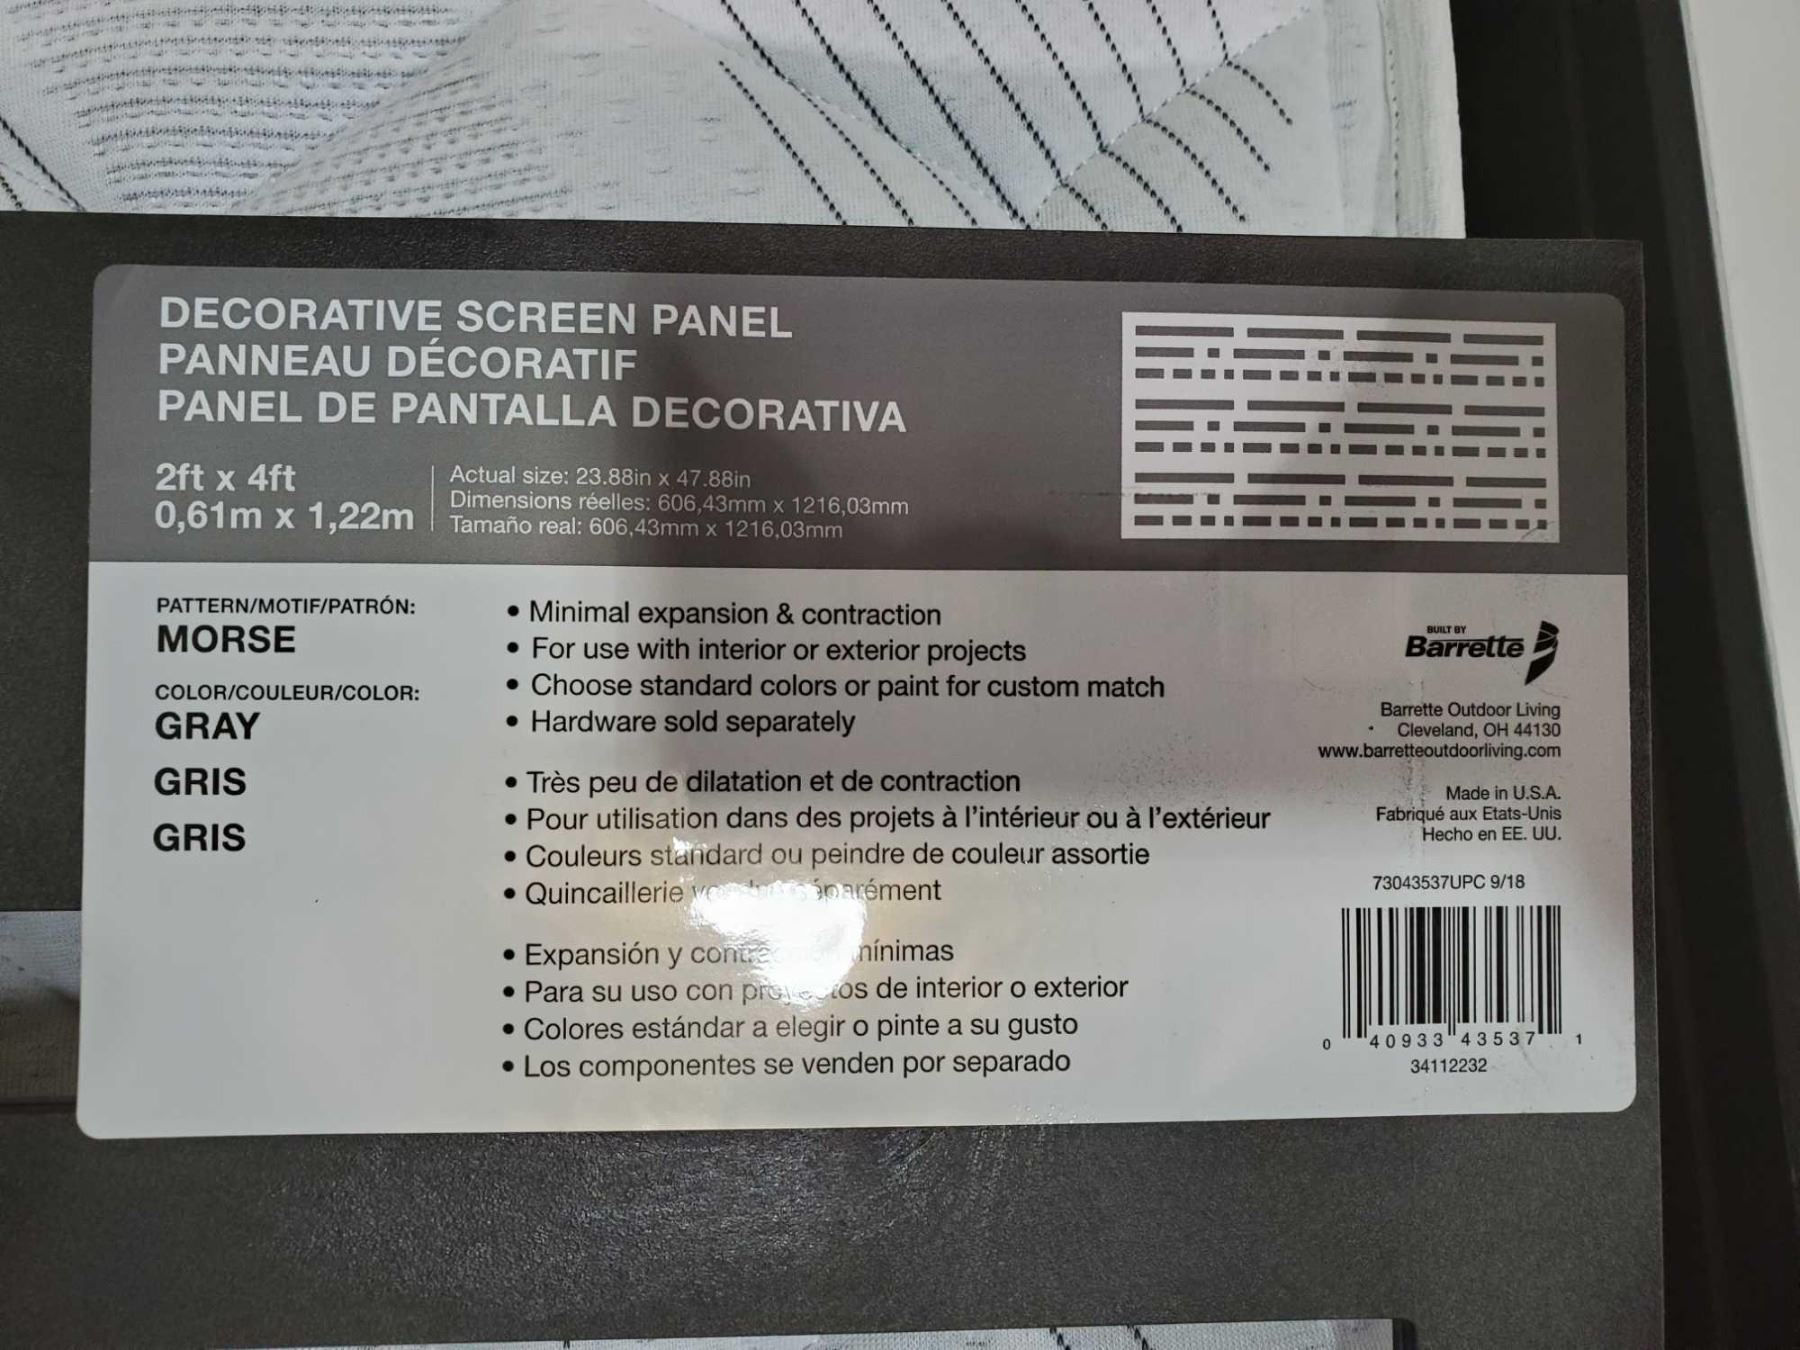 DECORATIVE SCREEN PANEL
PANNEAU DÉCORATIF
PANEL DE PANTALLA DECORATIVA
2ft x 4ft
0,61m x 1,22m
Actual size: 23.88in x 47.88in
Dimensions réelles: 606,43mm x 1216,03mm
Tamaño real: 606,43mm x 1216,03mm
PATTERN/MOTIF/PATRÓN:
MORSE
COLOR/COULEUR/COLOR:
GRAY
GRIS
GRIS
• Minimal expansion & contraction
• For use with interior or exterior projects
• Choose standard colors or paint for custom match
• Hardware sold separately
• Très peu de dilatation et de contraction
• Pour utilisation dans des projets à l'intérieur ou à l'extérieur
• Couleurs standard ou peindre de couleur assortie
• Quincaillerie séparément
• Expansión y mínimas
• Para su uso con proyectos de interior o exterior
• Colores estándar a elegir o pinte a su gusto
• Los componentes se venden por separado
BUILT BY
Barrette
Barrette Outdoor Living
Cleveland, OH 44130
www.barretteoutdoorliving.com
Made in U.S.A.
Fabriqué aux Etats-Unis
Hecho en EE. UU.
73043537UPC 9/18
0 40933 43537 1
34112232